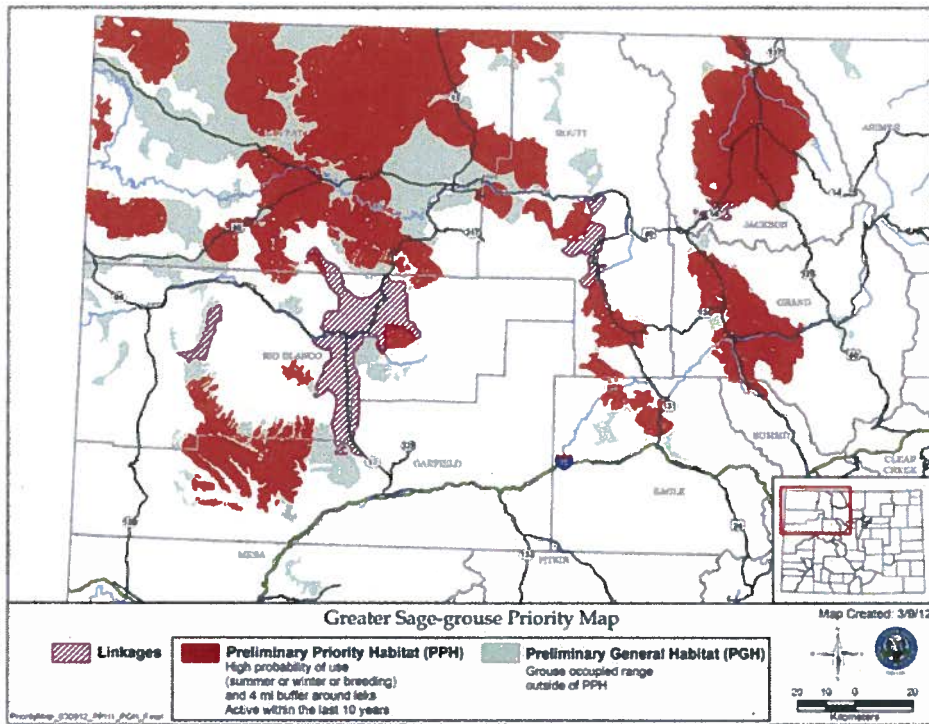 ROUTT
JACKSON
GRAND
RIO BLANCO
GARFIELD
SUMMIT
CLEAR
CREEK
EAGLE
MESA
PITKIN
Greater Sage-grouse Priority Map
Map Created: 3/9/12
Linkages
Preliminary Priority Habitat (PPH)
High probability of use
(summer or winter or breeding)
and 4 mi buffer around leks
Active within the last 10 years
Preliminary General Habitat (PGH)
Grouse occupied range
outside of PPH
20 10 0 20
Kilometers